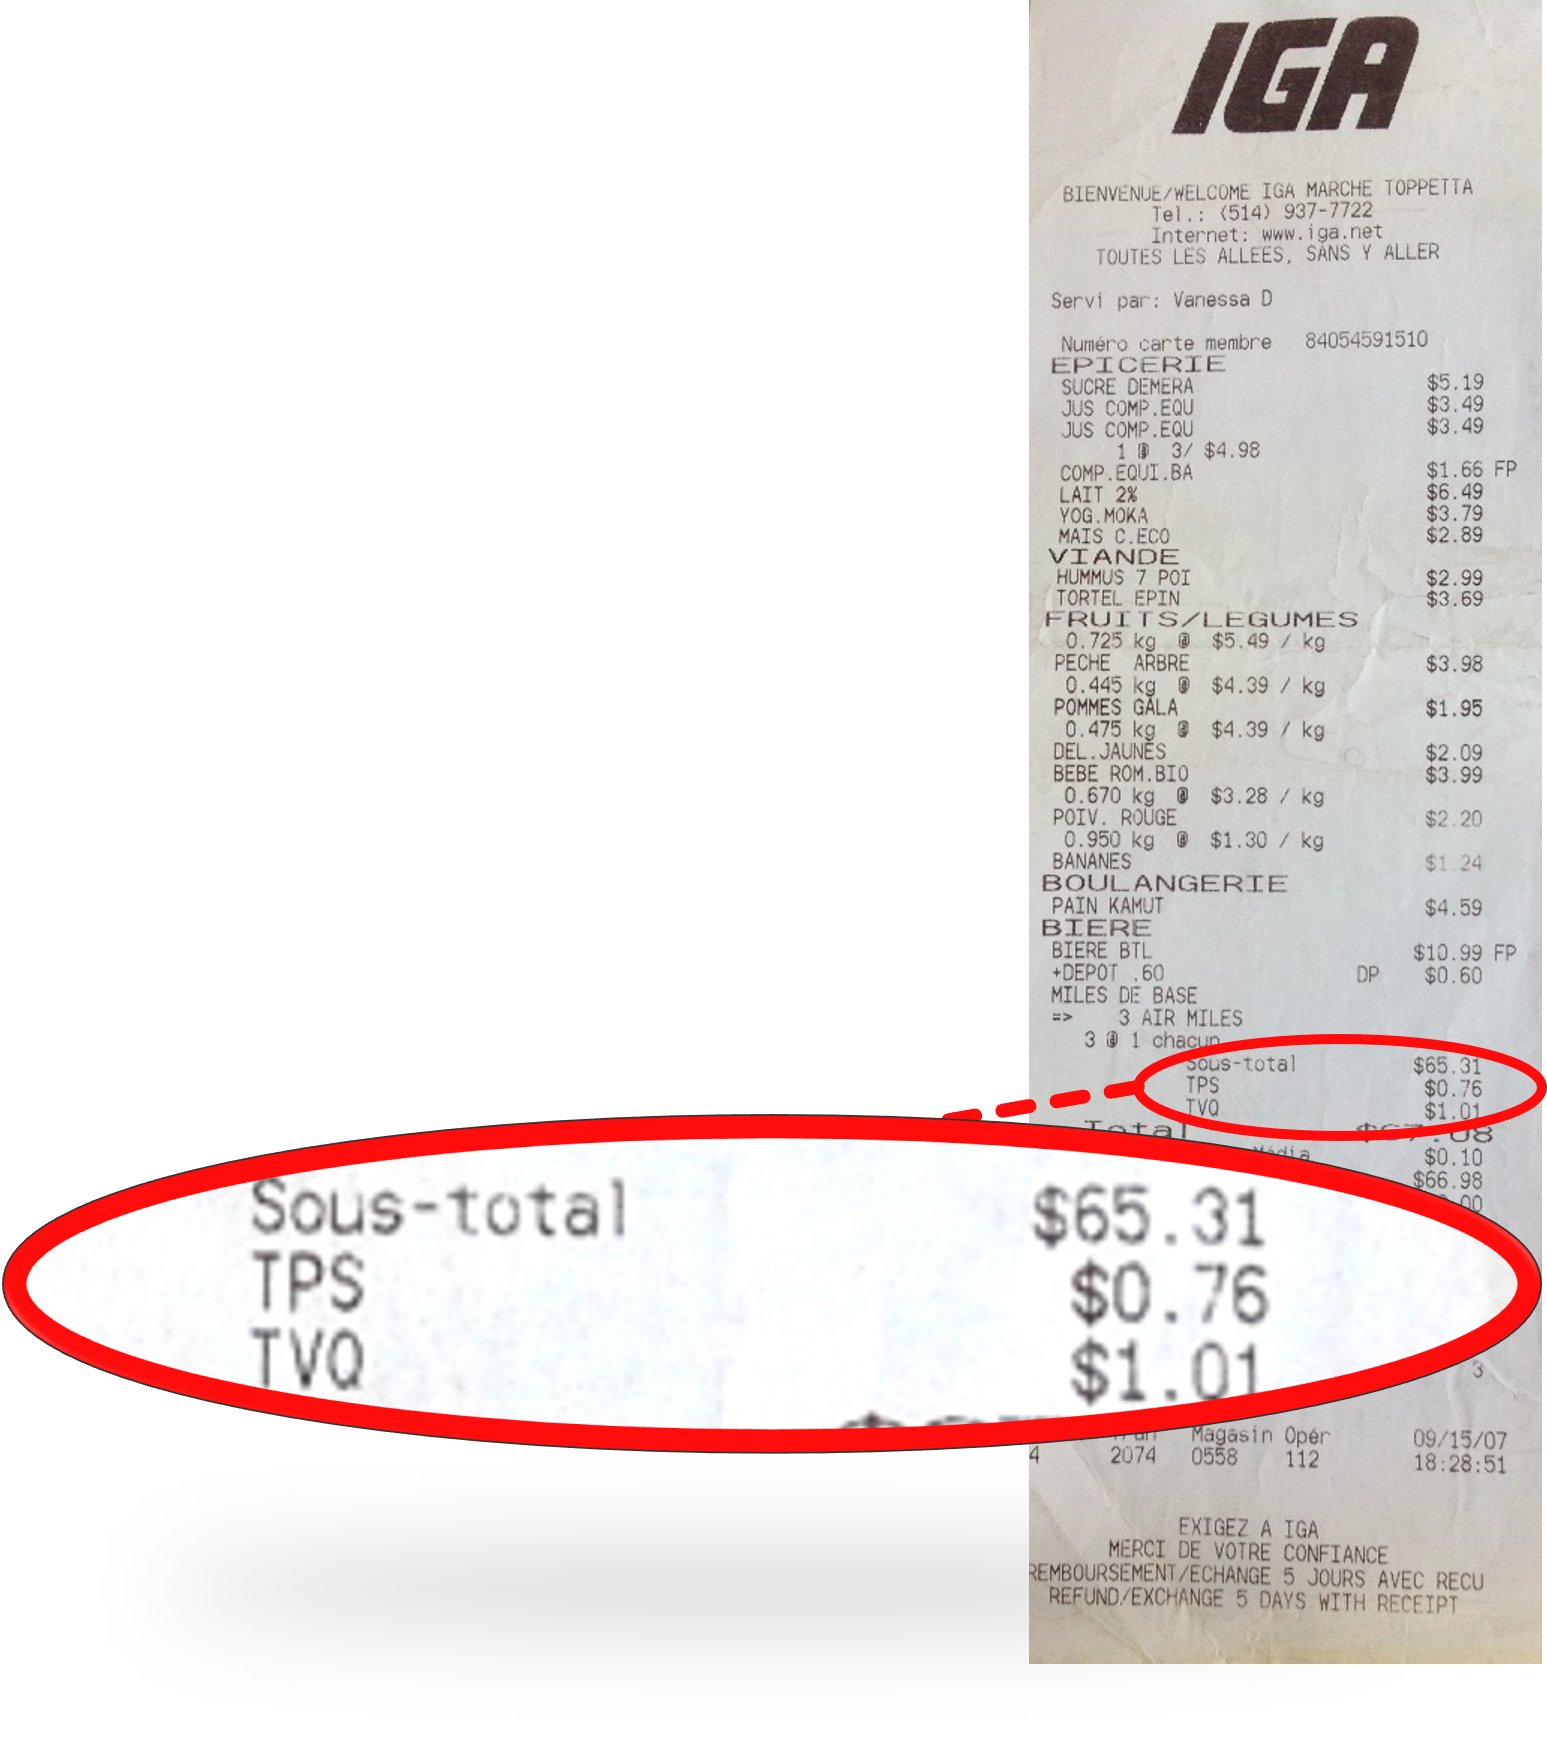 IGA
BIENVENUE/WELCOME IGA MARCHE TOPPETTA
Tel.: (514) 937-7722
Internet: www.iga.net
TOUTES LES ALLEES, SANS Y ALLER
Servi par: Vanessa D
Numéro carte membre 84054591510
EPICERIE
SUCRE DEMERA $5.19
JUS COMP.EQU $3.49
JUS COMP.EQU $3.49
1 @ 3/ $4.98
COMP.EQUI.BA $1.66 FP
LAIT 2% $6.49
YOG.MOKA $3.79
MAIS C.ECO $2.89
VIANDE
HUMMUS 7 POI $2.99
TORTEL EPIN $3.69
FRUITS/LEGUMES
0.725 kg @ $5.49 / kg
PECHE ARBRE $3.98
0.445 kg @ $4.39 / kg
POMMES GALA $1.95
0.475 kg @ $4.39 / kg
DEL.JAUNES $2.09
BEBE ROM.BIO $3.99
0.670 kg @ $3.28 / kg
POIV. ROUGE $2.20
0.950 kg @ $1.30 / kg
BANANES $1.24
BOULANGERIE
PAIN KAMUT $4.59
BIERE
BIERE BTL $10.99 FP
+DEPOT .60 DP $0.60
MILES DE BASE
=> 3 AIR MILES
3 @ 1 chacun
Sous-total $65.31
TPS $0.76
TVQ $1.01
Total $67.08
$0.10
$66.98
Sous-total $65.31
TPS $0.76
TVQ $1.01
3
Magasin Opér 09/15/07
4 2074 0558 112 18:28:51
EXIGEZ A IGA
MERCI DE VOTRE CONFIANCE
REMBOURSEMENT/ECHANGE 5 JOURS AVEC RECU
REFUND/EXCHANGE 5 DAYS WITH RECEIPT